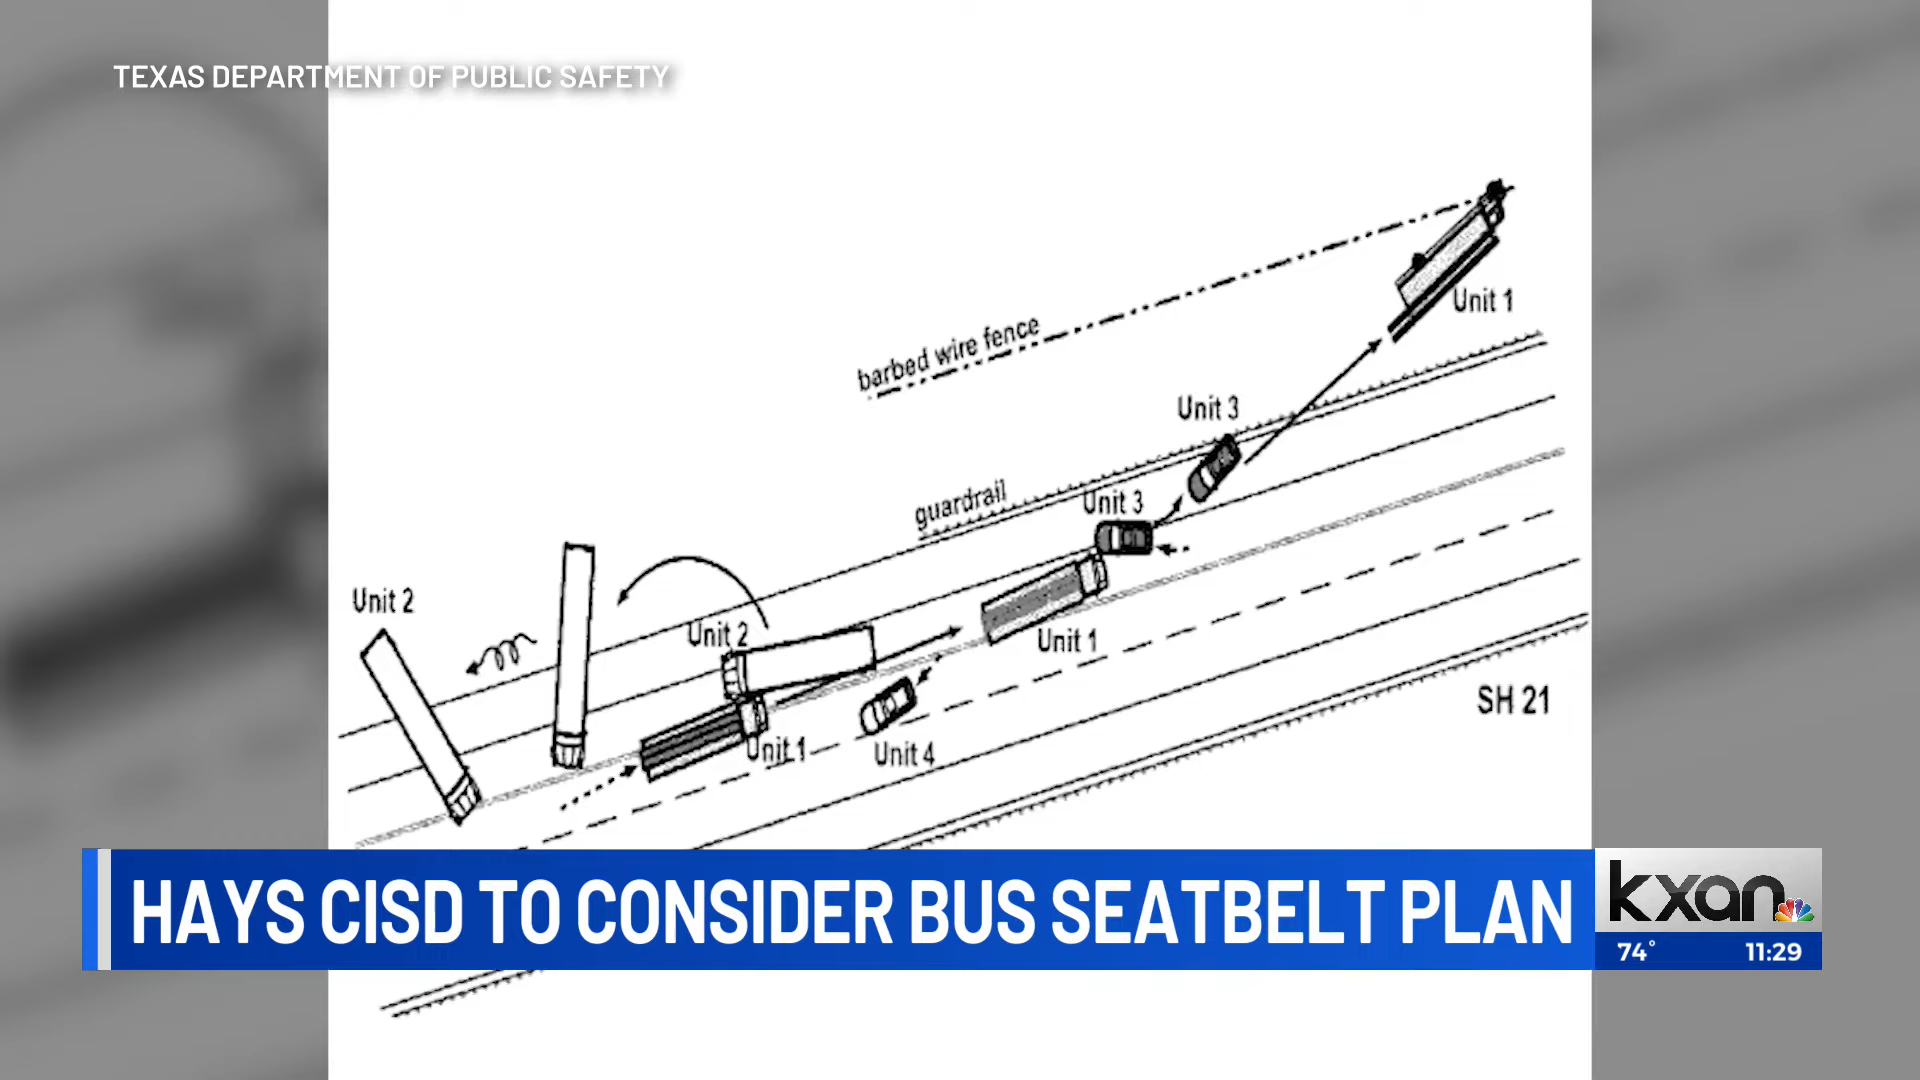 TEXAS DEPARTMENT OF PUBLIC SAFETY
Unit 1
barbed wire fence
Unit 3
guardrail
Unit 3
Unit 2
Unit 2
Unit 1
SH 21
Unit 1
Unit 4
HAYS CISD TO CONSIDER BUS SEATBELT PLAN
kxan
74°
11:29